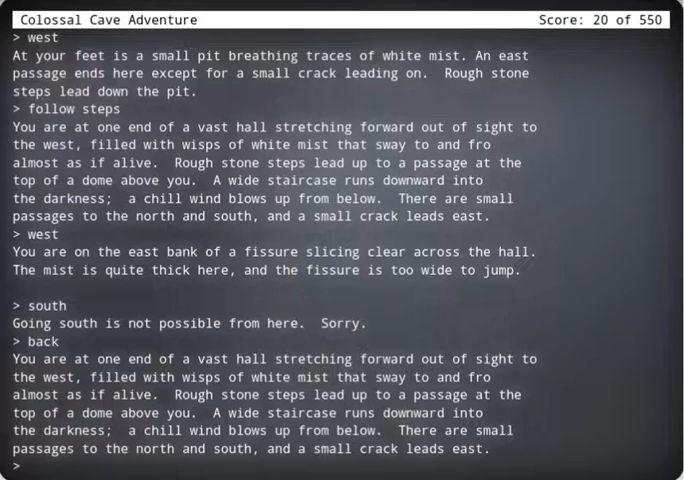 Colossal Cave Adventure Score: 20 of 550
> west
At your feet is a small pit breathing traces of white mist. An east
passage ends here except for a small crack leading on. Rough stone
steps lead down the pit.
> follow steps
You are at one end of a vast hall stretching forward out of sight to
the west, filled with wisps of white mist that sway to and fro
almost as if alive. Rough stone steps lead up to a passage at the
top of a dome above you. A wide staircase runs downward into
the darkness; a chill wind blows up from below. There are small
passages to the north and south, and a small crack leads east.
> west
You are on the east bank of a fissure slicing clear across the hall.
The mist is quite thick here, and the fissure is too wide to jump.
> south
Going south is not possible from here. Sorry.
> back
You are at one end of a vast hall stretching forward out of sight to
the west, filled with wisps of white mist that sway to and fro
almost as if alive. Rough stone steps lead up to a passage at the
top of a dome above you. A wide staircase runs downward into
the darkness; a chill wind blows up from below. There are small
passages to the north and south, and a small crack leads east.
>